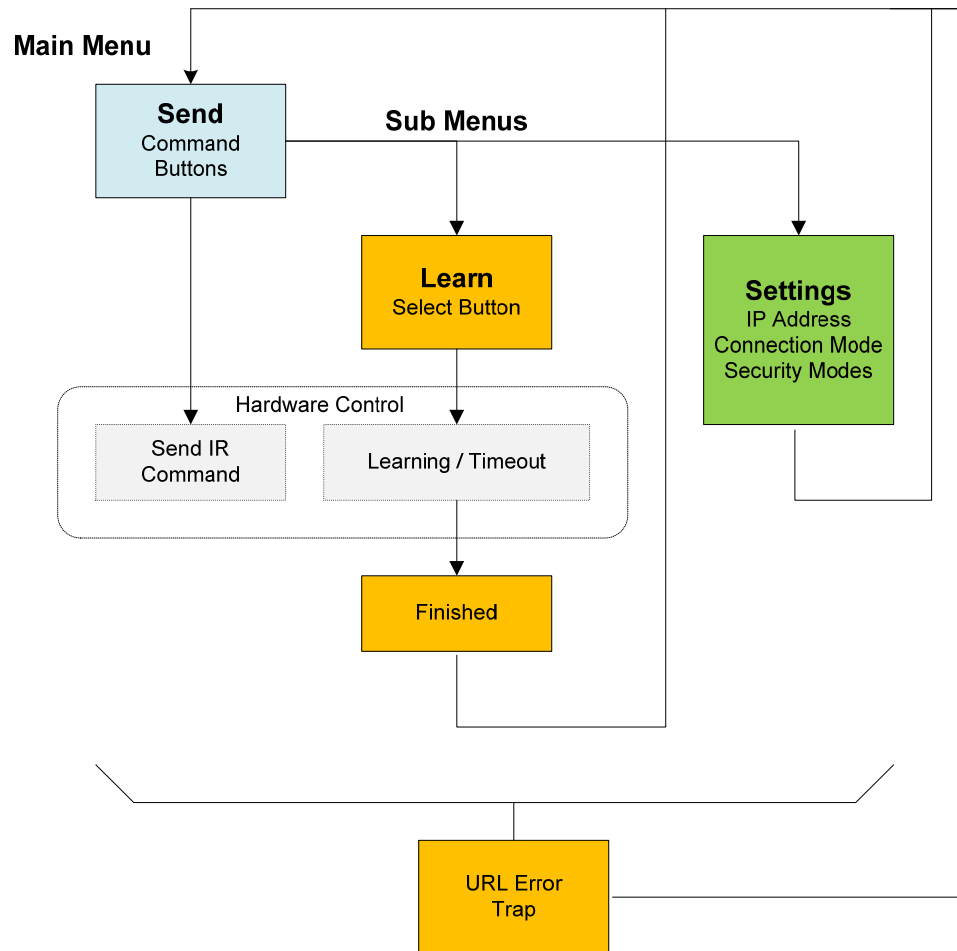 Main Menu
Send
Command
Buttons
Sub Menus
Learn
Select Button
Settings
IP Address
Connection Mode
Security Modes
Hardware Control
Send IR
Command
Learning / Timeout
Finished
URL Error
Trap